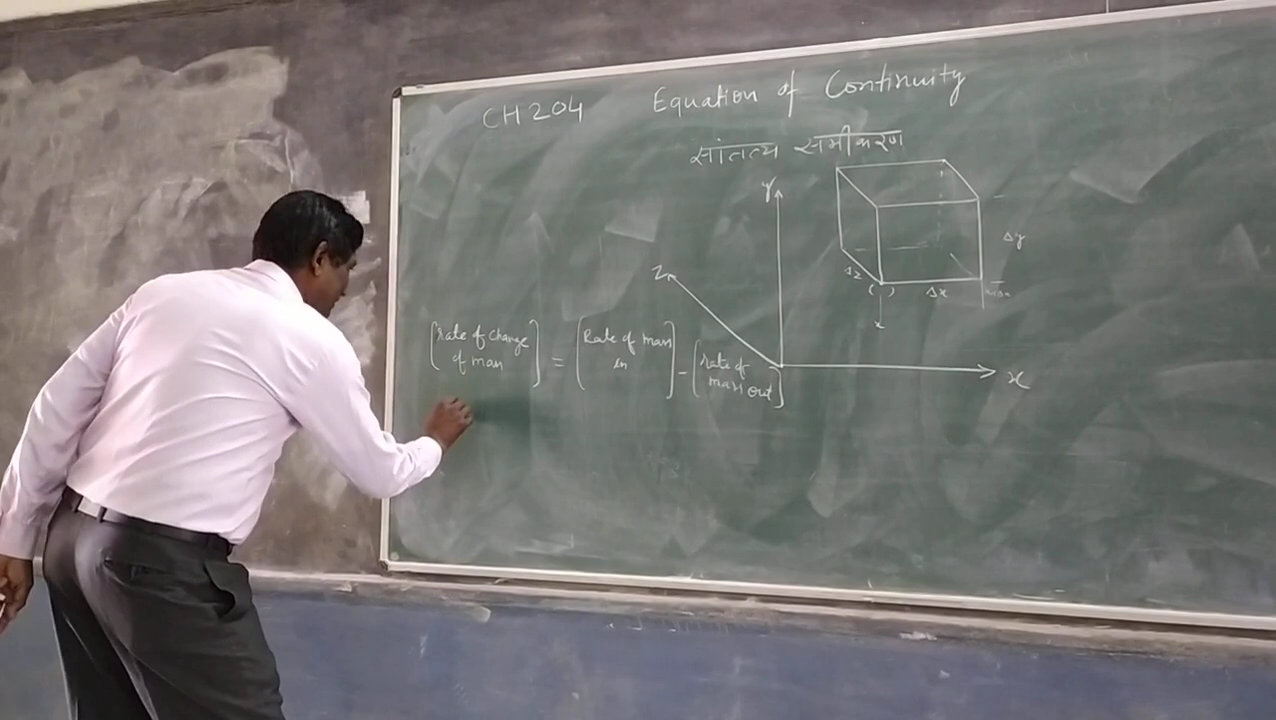 CH 204
Equation of Continuity
सांतत्य समीकरण
Y
Z
Δy
Δz
( )
Δx
x
x
[rate of change
of mass]
=
[Rate of mass
in]
-
[rate of
mass out]